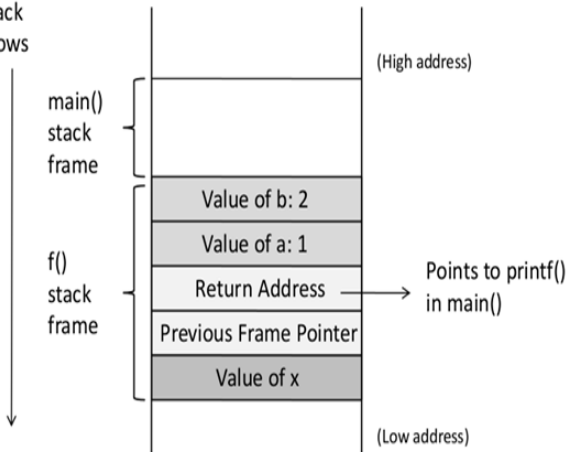 ack
ows
(High address)
main()
stack
frame
Value of b: 2
Value of a: 1
f()
stack
frame
Return Address
Points to printf()
in main()
Previous Frame Pointer
Value of x
(Low address)